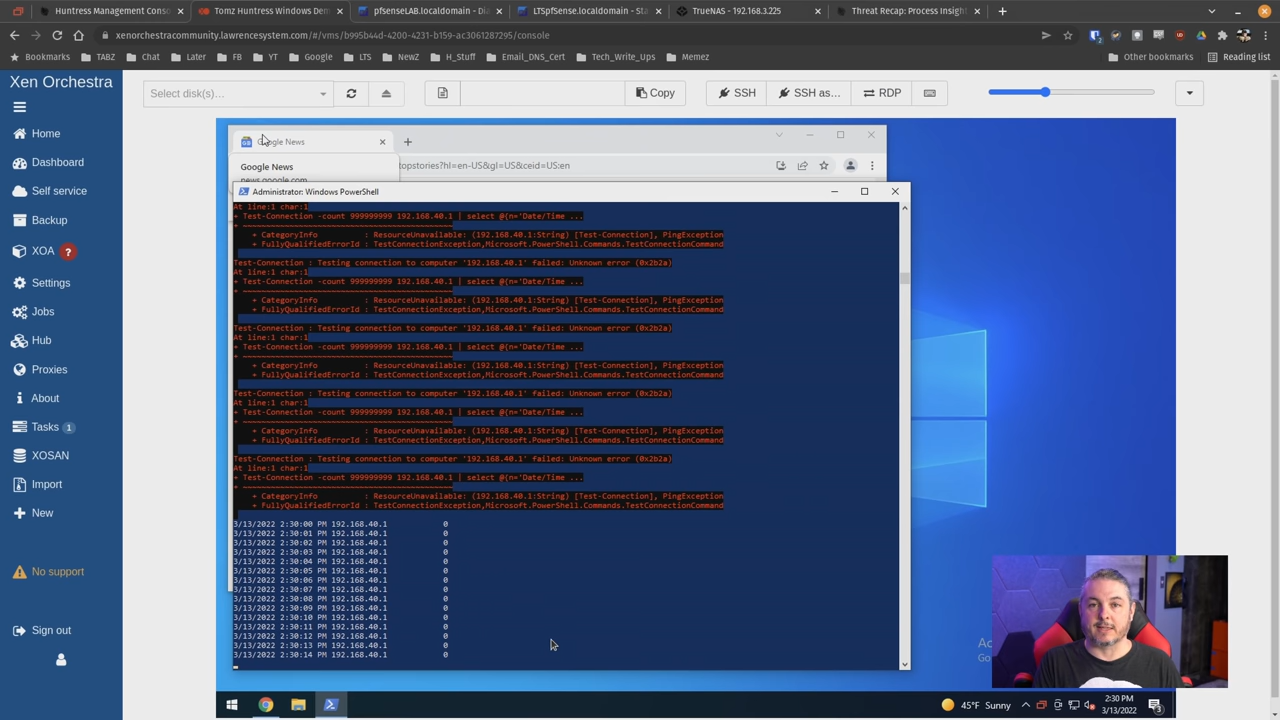 Huntress Management Conso
Tomz Huntress Windows Dem
pfSenseLAB.localdomain - Di
LTSpfSense.localdomain - St
TrueNAS - 192.168.3.225
Threat Recap: Process Insight
xenorchestracommunity.lawrencesystem.com/#/vms/b995b44d-4200-4231-b159-ac3061287295/console
Bookmarks TABZ Chat Later FB YT Google LTS NewZ H_Stuff Email_DNS_Cert Tech_Write_Ups Memez Other bookmarks Reading list
Xen Orchestra
Home
Dashboard
Self service
Backup
XOA ?
Settings
Jobs
Hub
Proxies
About
Tasks 1
XOSAN
Import
New
No support
Sign out
Select disk(s)... Copy SSH SSH as... RDP
Google News
topstories?hl=en-US&gl=US&ceid=US:en
Google News
news.google.com
Administrator: Windows PowerShell
At line:1 char:1
+ Test-Connection -count 999999999 192.168.40.1 | select @{n='Date/Time ...
+ ~~~~~~~~~~~~~~~~~~~~~~~~~~~~~~~~~~~~~~~~~~~~~
+ CategoryInfo : ResourceUnavailable: (192.168.40.1:String) [Test-Connection], PingException
+ FullyQualifiedErrorId : TestConnectionException,Microsoft.PowerShell.Commands.TestConnectionCommand
Test-Connection : Testing connection to computer '192.168.40.1' failed: Unknown error (0x2b2a)
At line:1 char:1
+ Test-Connection -count 999999999 192.168.40.1 | select @{n='Date/Time ...
+ ~~~~~~~~~~~~~~~~~~~~~~~~~~~~~~~~~~~~~~~~~~~~~
+ CategoryInfo : ResourceUnavailable: (192.168.40.1:String) [Test-Connection], PingException
+ FullyQualifiedErrorId : TestConnectionException,Microsoft.PowerShell.Commands.TestConnectionCommand
Test-Connection : Testing connection to computer '192.168.40.1' failed: Unknown error (0x2b2a)
At line:1 char:1
+ Test-Connection -count 999999999 192.168.40.1 | select @{n='Date/Time ...
+ ~~~~~~~~~~~~~~~~~~~~~~~~~~~~~~~~~~~~~~~~~~~~~
+ CategoryInfo : ResourceUnavailable: (192.168.40.1:String) [Test-Connection], PingException
+ FullyQualifiedErrorId : TestConnectionException,Microsoft.PowerShell.Commands.TestConnectionCommand
Test-Connection : Testing connection to computer '192.168.40.1' failed: Unknown error (0x2b2a)
At line:1 char:1
+ Test-Connection -count 999999999 192.168.40.1 | select @{n='Date/Time ...
+ ~~~~~~~~~~~~~~~~~~~~~~~~~~~~~~~~~~~~~~~~~~~~~
+ CategoryInfo : ResourceUnavailable: (192.168.40.1:String) [Test-Connection], PingException
+ FullyQualifiedErrorId : TestConnectionException,Microsoft.PowerShell.Commands.TestConnectionCommand
Test-Connection : Testing connection to computer '192.168.40.1' failed: Unknown error (0x2b2a)
At line:1 char:1
+ Test-Connection -count 999999999 192.168.40.1 | select @{n='Date/Time ...
+ ~~~~~~~~~~~~~~~~~~~~~~~~~~~~~~~~~~~~~~~~~~~~~
+ CategoryInfo : ResourceUnavailable: (192.168.40.1:String) [Test-Connection], PingException
+ FullyQualifiedErrorId : TestConnectionException,Microsoft.PowerShell.Commands.TestConnectionCommand
3/13/2022 2:30:00 PM 192.168.40.1 0
3/13/2022 2:30:01 PM 192.168.40.1 0
3/13/2022 2:30:02 PM 192.168.40.1 0
3/13/2022 2:30:03 PM 192.168.40.1 0
3/13/2022 2:30:04 PM 192.168.40.1 0
3/13/2022 2:30:05 PM 192.168.40.1 0
3/13/2022 2:30:06 PM 192.168.40.1 0
3/13/2022 2:30:07 PM 192.168.40.1 0
3/13/2022 2:30:08 PM 192.168.40.1 0
3/13/2022 2:30:09 PM 192.168.40.1 0
3/13/2022 2:30:10 PM 192.168.40.1 0
3/13/2022 2:30:11 PM 192.168.40.1 0
3/13/2022 2:30:12 PM 192.168.40.1 0
3/13/2022 2:30:13 PM 192.168.40.1 0
3/13/2022 2:30:14 PM 192.168.40.1 0
Ac
Go
45°F Sunny
2:30 PM
3/13/2022
3